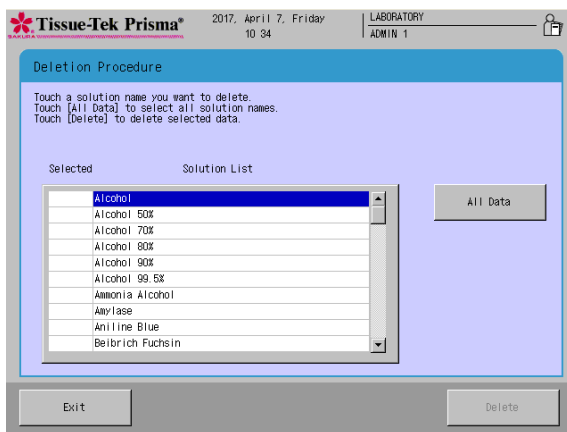 Tissue-Tek Prisma®
SAKURA
2017, April 7, Friday
10 34
LABORATORY
ADMIN 1
Deletion Procedure
Touch a solution name you want to delete.
Touch [All Data] to select all solution names.
Touch [Delete] to delete selected data.
Selected Solution List
Alcohol
Alcohol 50%
Alcohol 70%
Alcohol 80%
Alcohol 90%
Alcohol 99.5%
Ammonia Alcohol
Amylase
Aniline Blue
Beibrich Fuchsin
All Data
Exit
Delete